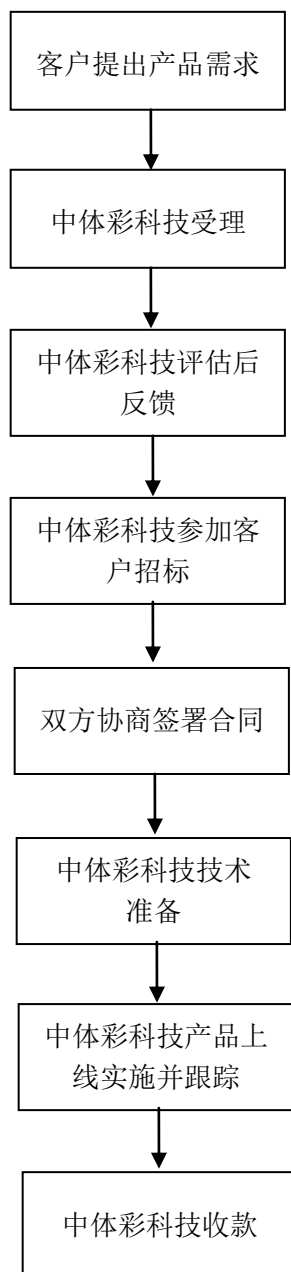 客户提出产品需求
中体彩科技受理
中体彩科技评估后
反馈
中体彩科技参加客
户招标
双方协商签署合同
中体彩科技技术
准备
中体彩科技产品上
线实施并跟踪
中体彩科技收款